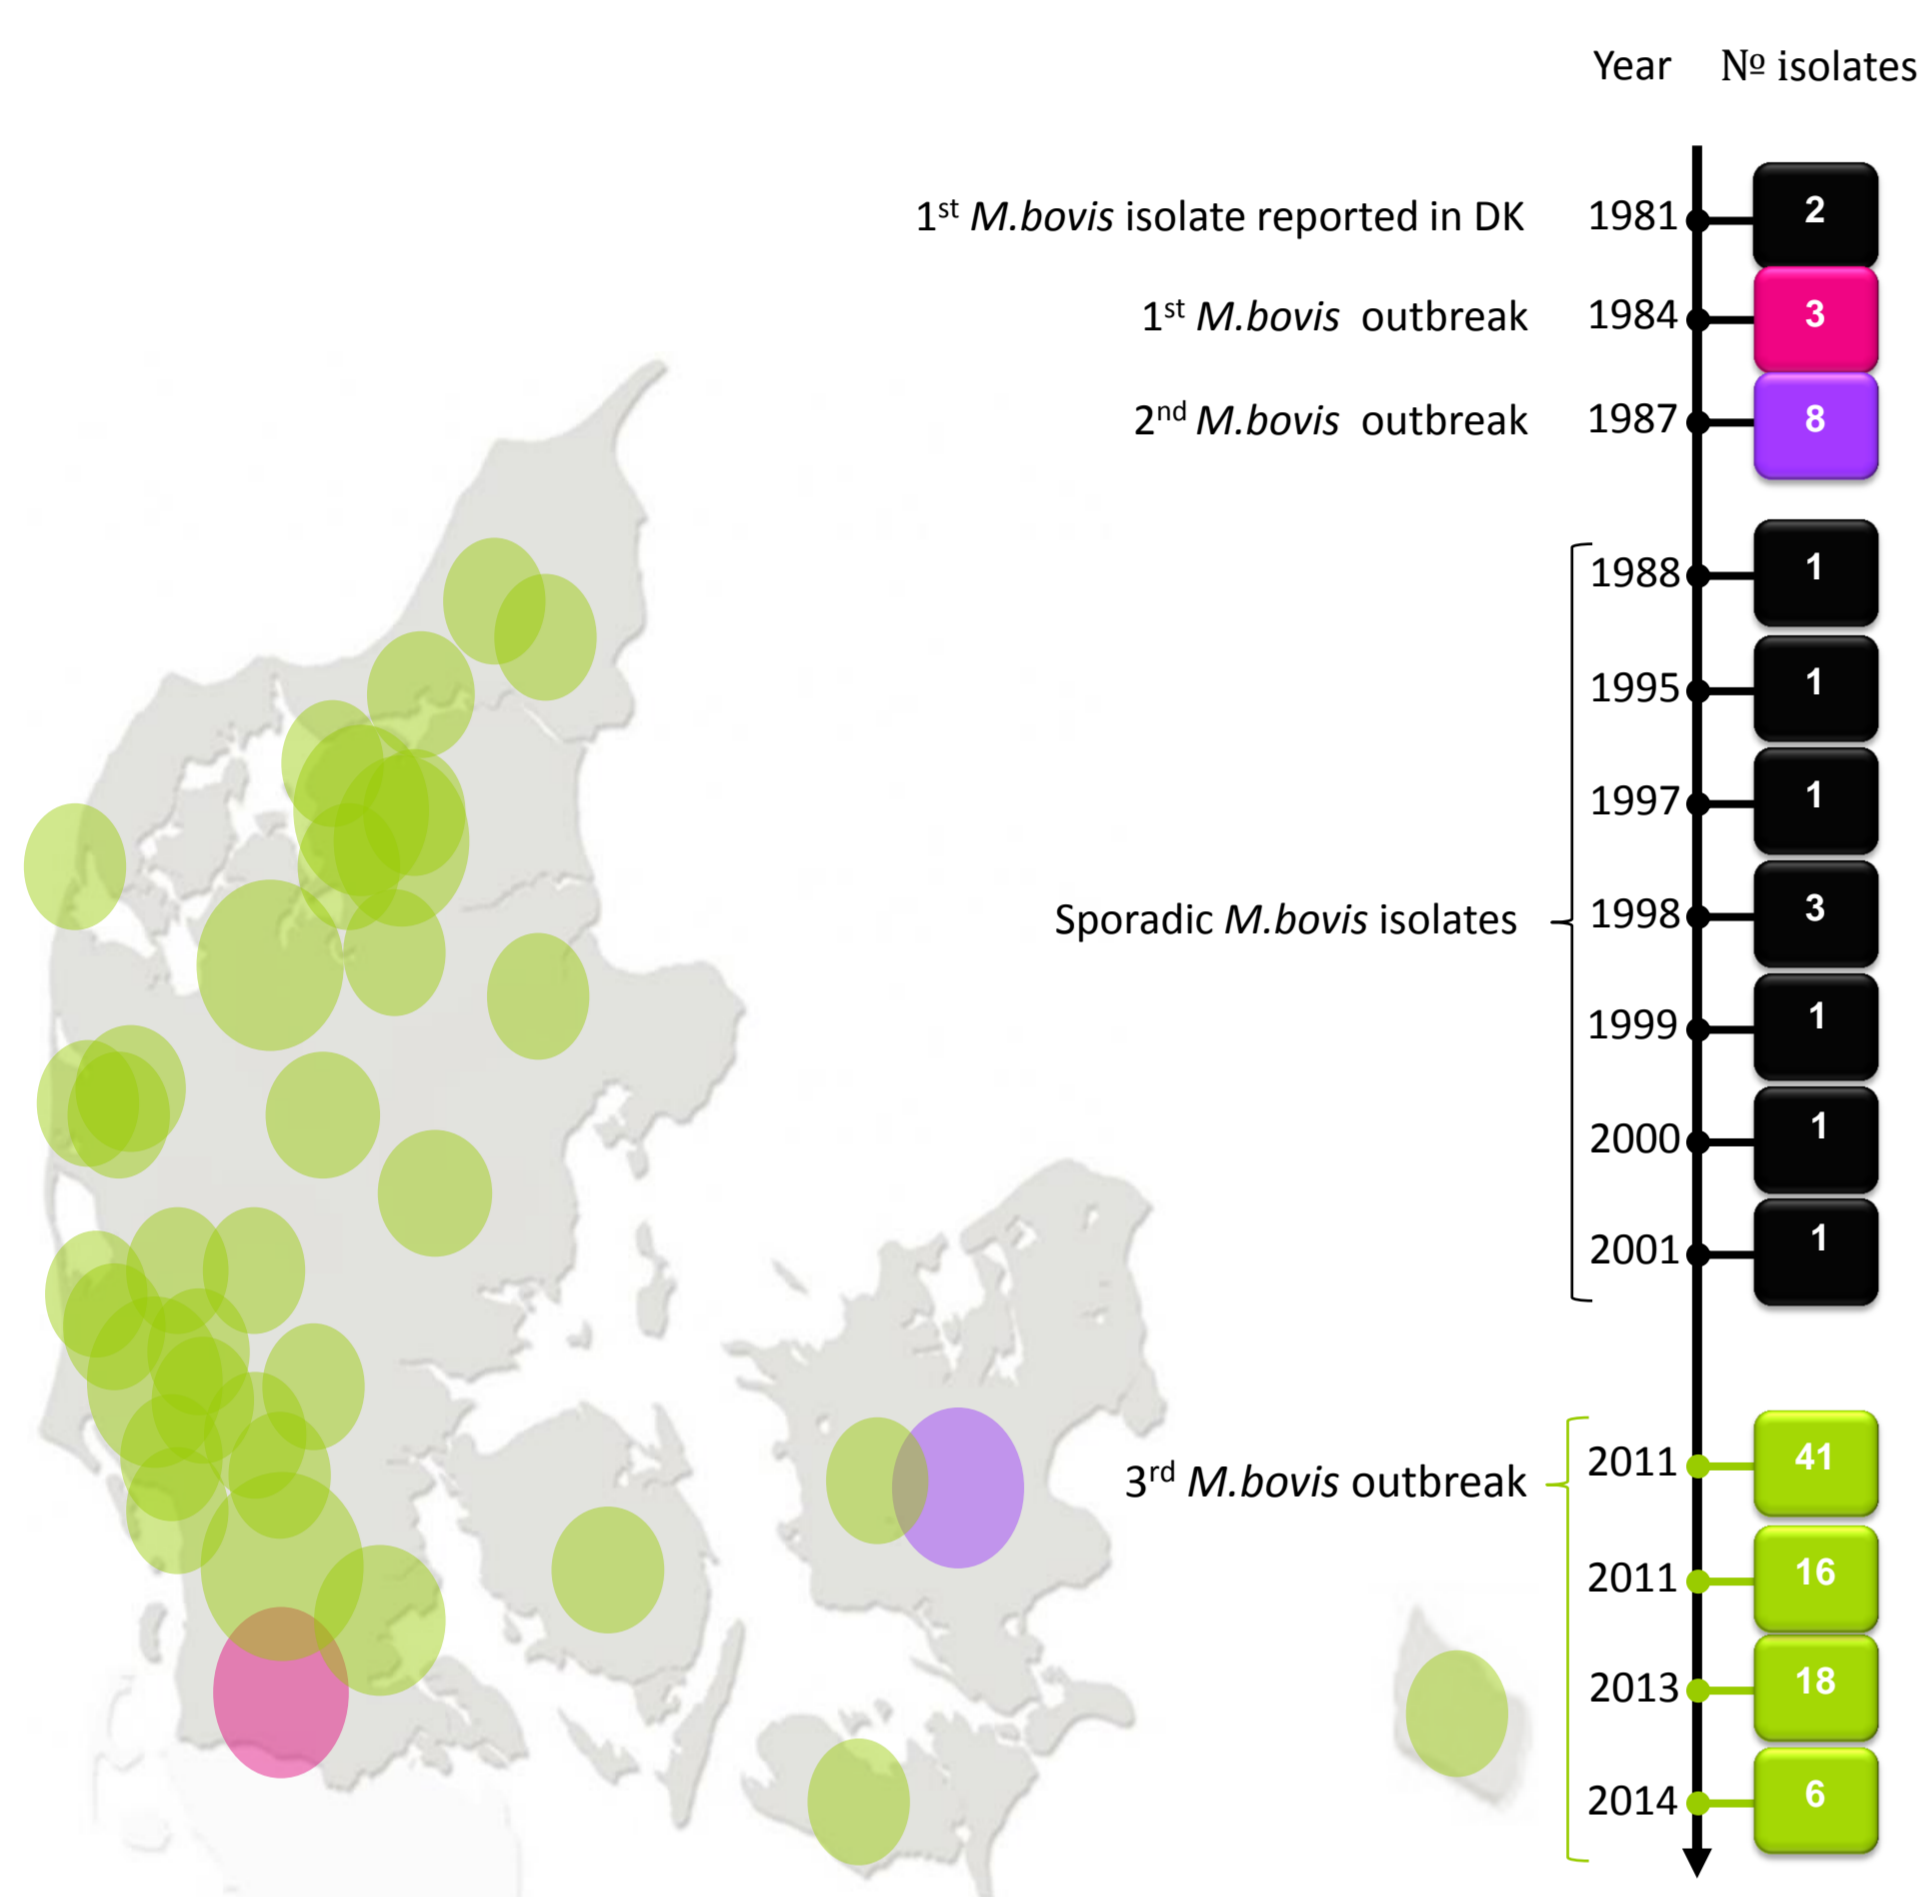 Year Nº isolates
1st M.bovis isolate reported in DK 1981 2
1st M.bovis outbreak 1984 3
2nd M.bovis outbreak 1987 8
1988 1
1995 1
1997 1
Sporadic M.bovis isolates 1998 3
1999 1
2000 1
2001 1
3rd M.bovis outbreak 2011 41
2011 16
2013 18
2014 6